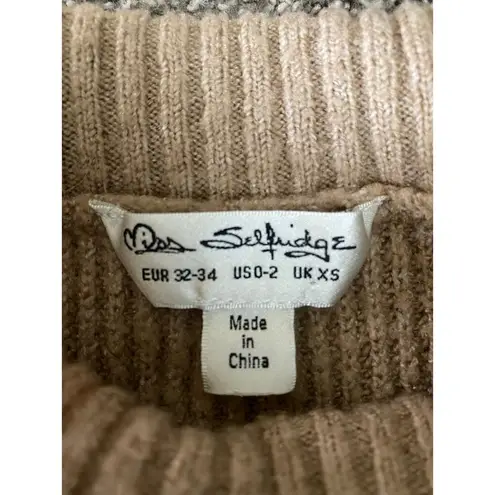 Miss Selfridge
EUR 32-34 US0-2 UK XS
Made
in
China